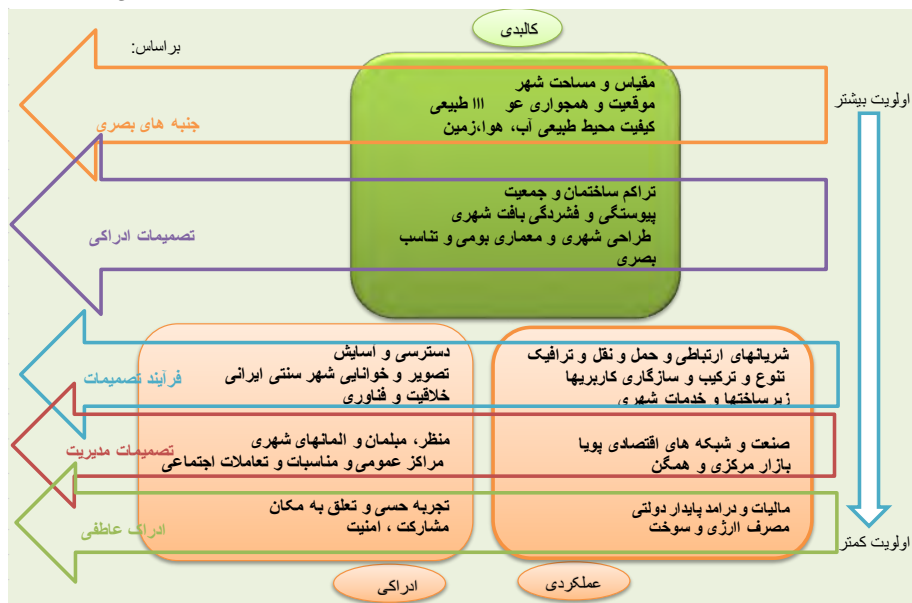 کالبدی
براساس:
مقیاس و مساحت شهر
موقعیت و همجواری عو ااا طبیعی
کیفیت محیط طبیعی آب، هوا،زمین
جنبه های بصری
اولویت بیشتر
تراکم ساختمان و جمعیت
پیوستگی و فشردگی بافت شهری
طراحی شهری و معماری بومی و تناسب
بصری
تصمیمات ادراکی
شریانهای ارتباطی و حمل و نقل و ترافیک
تنوع و ترکیب و سازگاری کاربریها
زیرساختها و خدمات شهری
دسترسی و آسایش
تصویر و خوانایی شهر سنتی ایرانی
خلاقیت و فناوری
فرآیند تصمیمات
صنعت و شبکه های اقتصادی پویا
بازار مرکزی و همگن
منظر، مبلمان و المانهای شهری
مراکز عمومی و مناسبات و تعاملات اجتماعی
تصمیمات مدیریت
مالیات و درامد پایدار دولتی
مصرف اارژی و سوخت
تجربه حسی و تعلق به مکان
مشارکت ، امنیت
ادراک عاطفی
اولویت کمتر
عملکردی
ادراکی